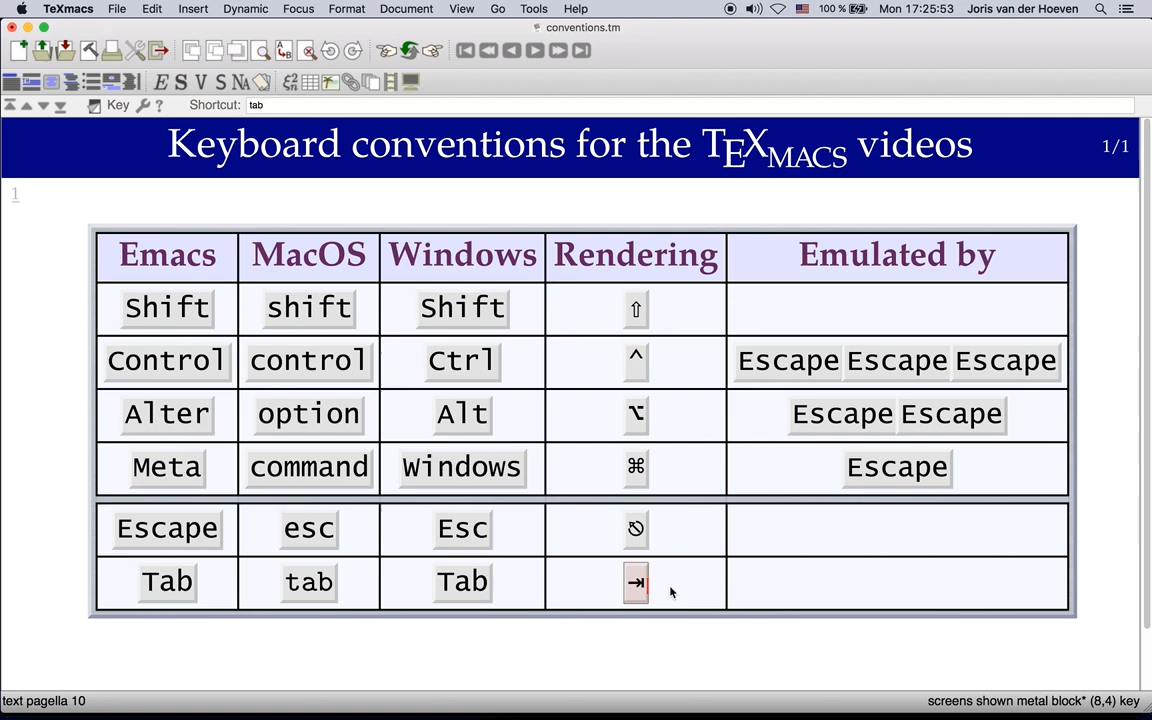 TeXmacs File Edit Insert Dynamic Focus Format Document View Go Tools Help 100 % Mon 17:25:53 Joris van der Hoeven
conventions.tm
E S V S NA
Key ? Shortcut: tab
Keyboard conventions for the TEXMACS videos 1/1
1
Emacs MacOS Windows Rendering Emulated by
Shift shift Shift ⇧
Control control Ctrl ^ Escape Escape Escape
Alter option Alt ⌥ Escape Escape
Meta command Windows ⌘ Escape
Escape esc Esc ⎋
Tab tab Tab ⇥
text pagella 10 screens shown metal block* (8,4) key